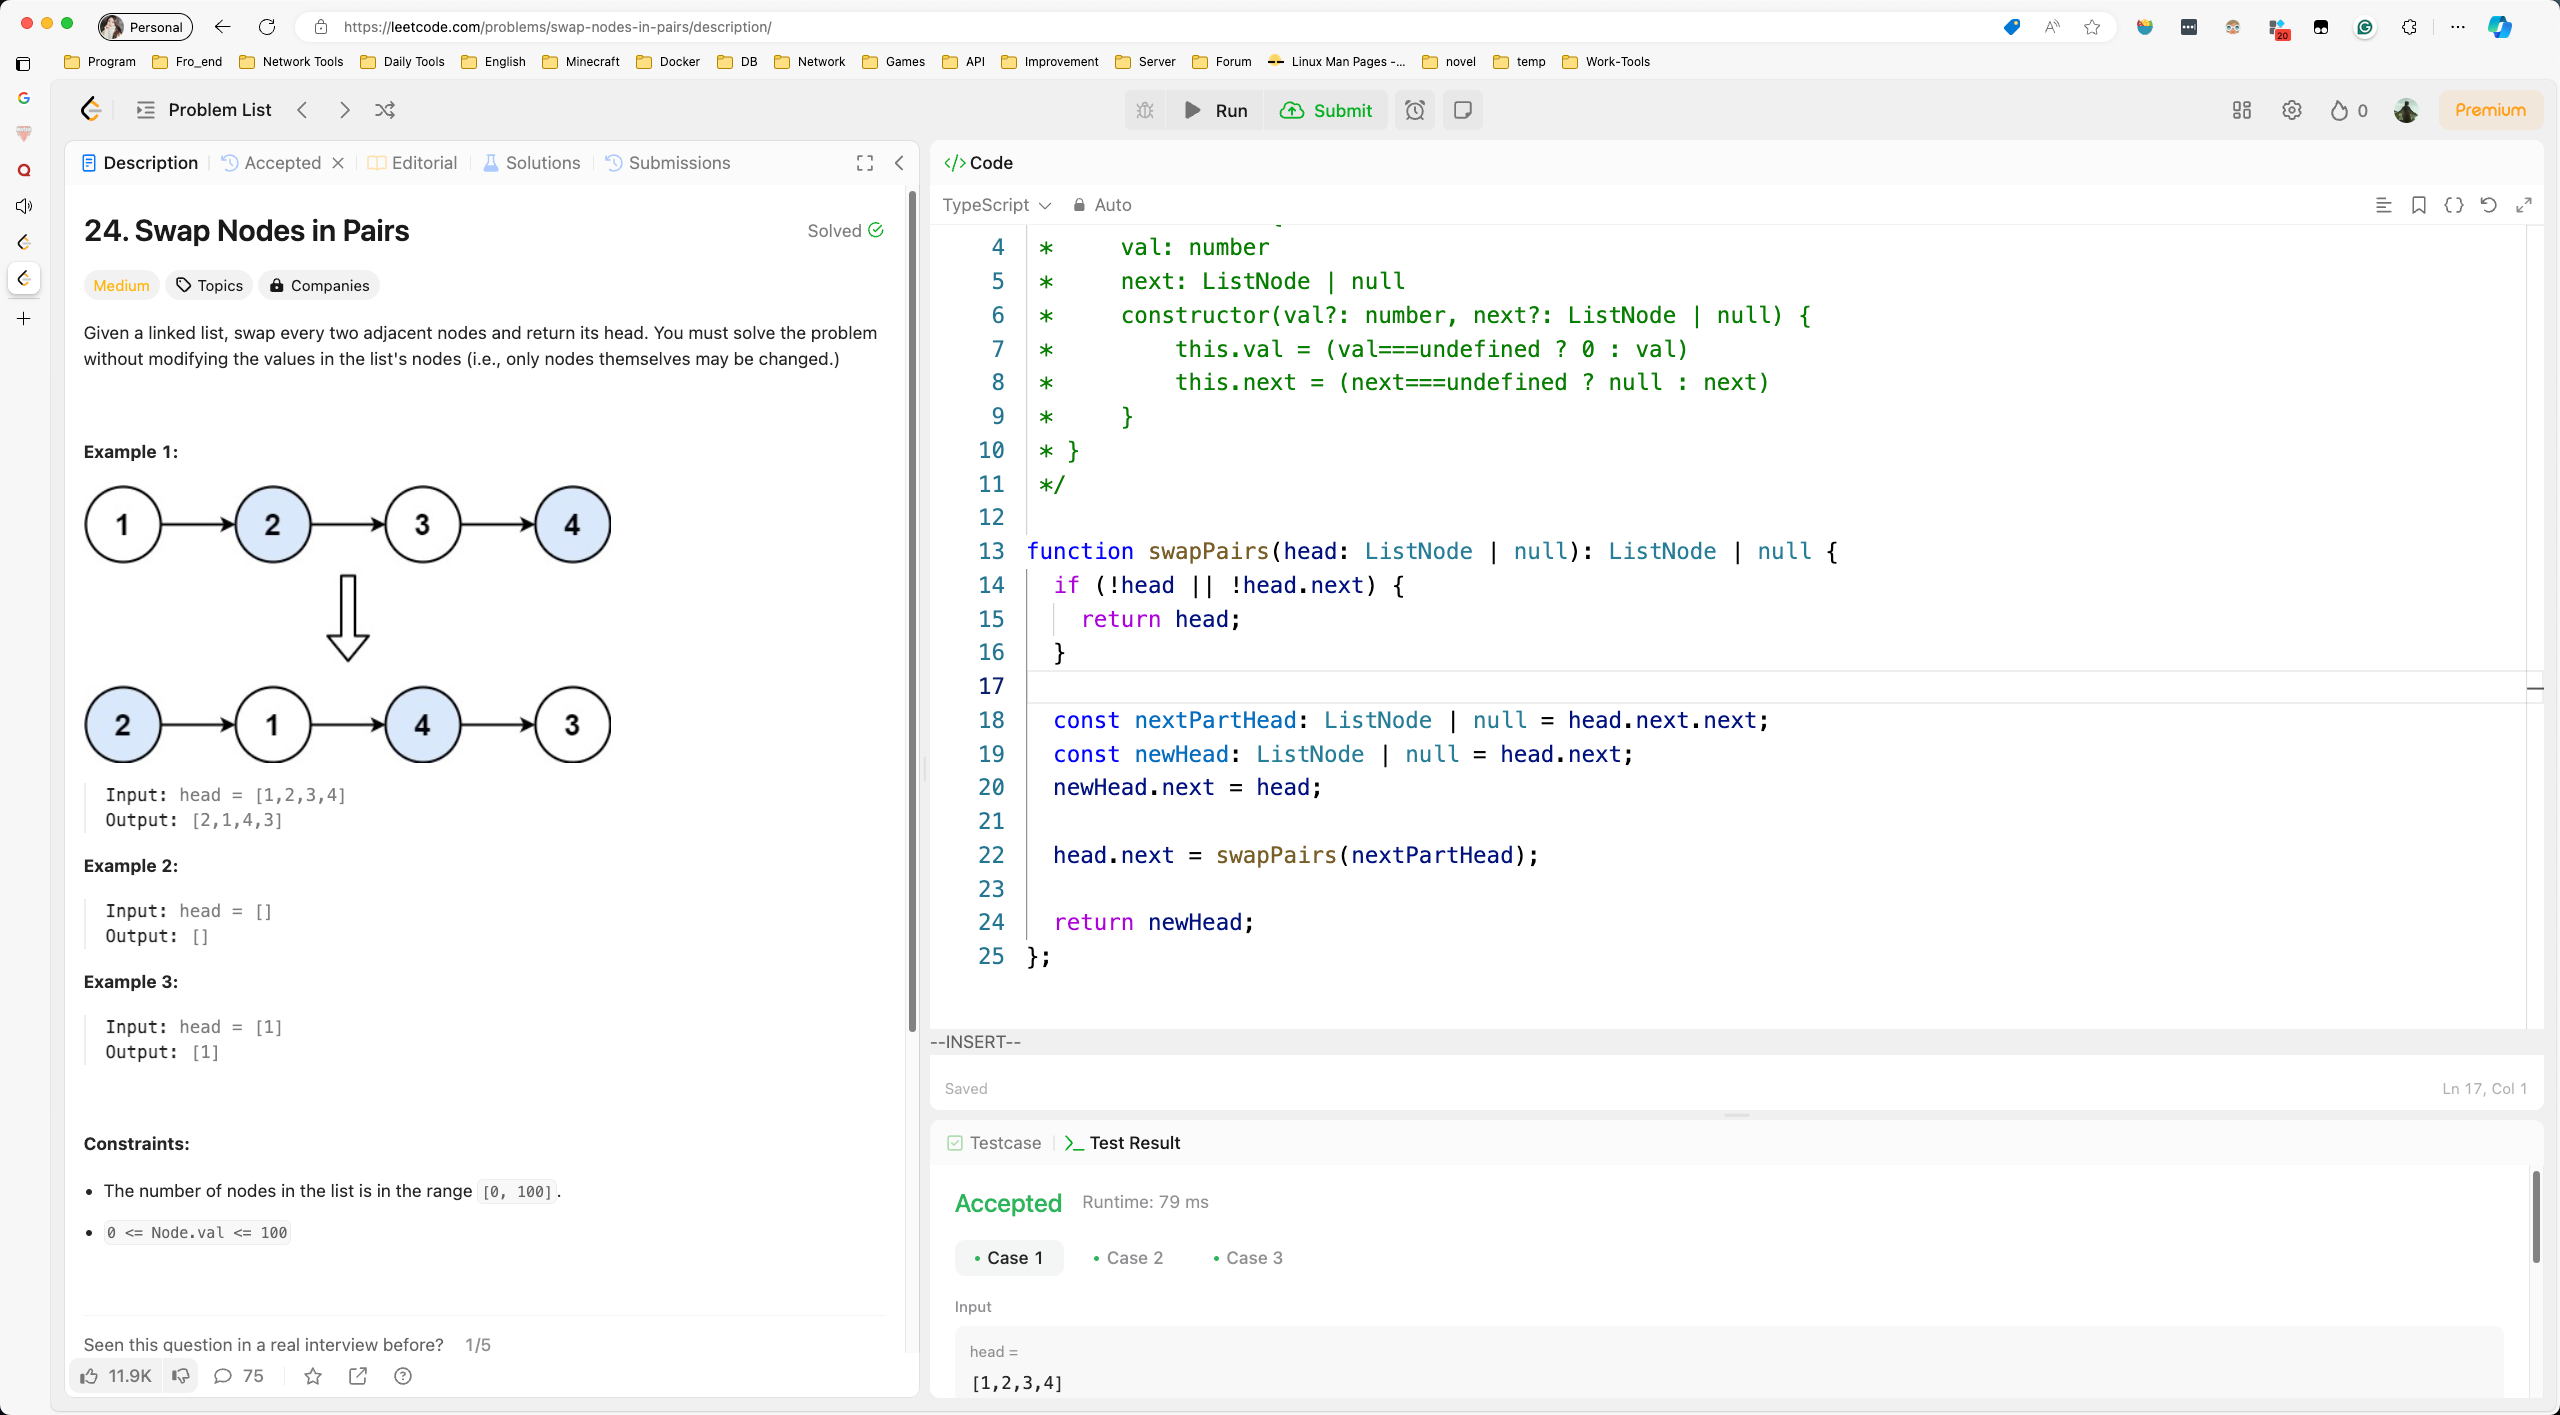 Personal
https://leetcode.com/problems/swap-nodes-in-pairs/description/
20
Program Fro_end Network Tools Daily Tools English Minecraft Docker DB Network Games API Improvement Server Forum Linux Man Pages -... novel temp Work-Tools
Problem List
Run
Submit
0
Premium
Description
Accepted
Editorial
Solutions
Submissions
24. Swap Nodes in Pairs
Solved
Medium
Topics
Companies
Given a linked list, swap every two adjacent nodes and return its head. You must solve the problem
without modifying the values in the list's nodes (i.e., only nodes themselves may be changed.)
Example 1:
1 2 3 4
2 1 4 3
Input: head = [1,2,3,4]
Output: [2,1,4,3]
Example 2:
Input: head = []
Output: []
Example 3:
Input: head = [1]
Output: [1]
Constraints:
• The number of nodes in the list is in the range [0, 100].
• 0 <= Node.val <= 100
Seen this question in a real interview before? 1/5
11.9K
75
</> Code
TypeScript
Auto
4 * val: number
5 * next: ListNode | null
6 * constructor(val?: number, next?: ListNode | null) {
7 * this.val = (val===undefined ? 0 : val)
8 * this.next = (next===undefined ? null : next)
9 * }
10 * }
11 */
12
13 function swapPairs(head: ListNode | null): ListNode | null {
14 if (!head || !head.next) {
15 return head;
16 }
17
18 const nextPartHead: ListNode | null = head.next.next;
19 const newHead: ListNode | null = head.next;
20 newHead.next = head;
21
22 head.next = swapPairs(nextPartHead);
23
24 return newHead;
25 };
--INSERT--
Saved
Ln 17, Col 1
Testcase
>_ Test Result
Accepted
Runtime: 79 ms
• Case 1
• Case 2
• Case 3
Input
head =
[1,2,3,4]